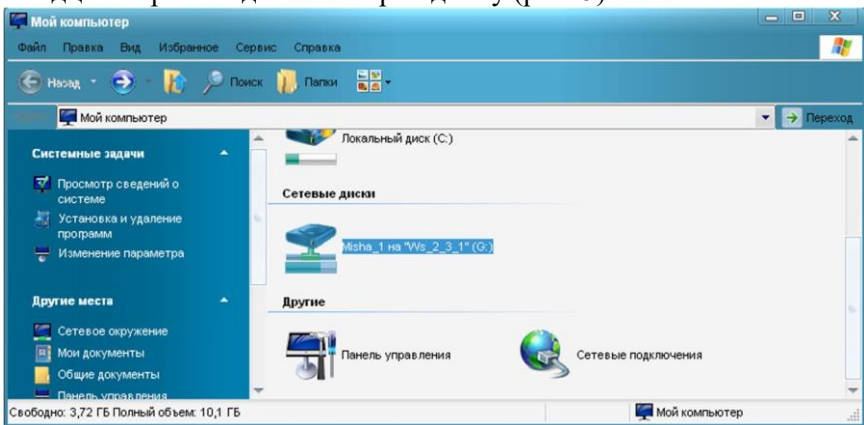 Мой компьютер
Файл Правка Вид Избранное Сервис Справка
Назад Поиск Папки
Мой компьютер Переход
Системные задачи
Просмотр сведений о
системе
Установка и удаление
программ
Изменение параметра
Другие места
Сетевое окружение
Мои документы
Общие документы
Панель управления
Локальный диск (C:)
Сетевые диски
Misha_1 на "Ws_2_3_1" (G:)
Другие
Панель управления
Сетевые подключения
Свободно: 3,72 ГБ Полный объем: 10,1 ГБ
Мой компьютер